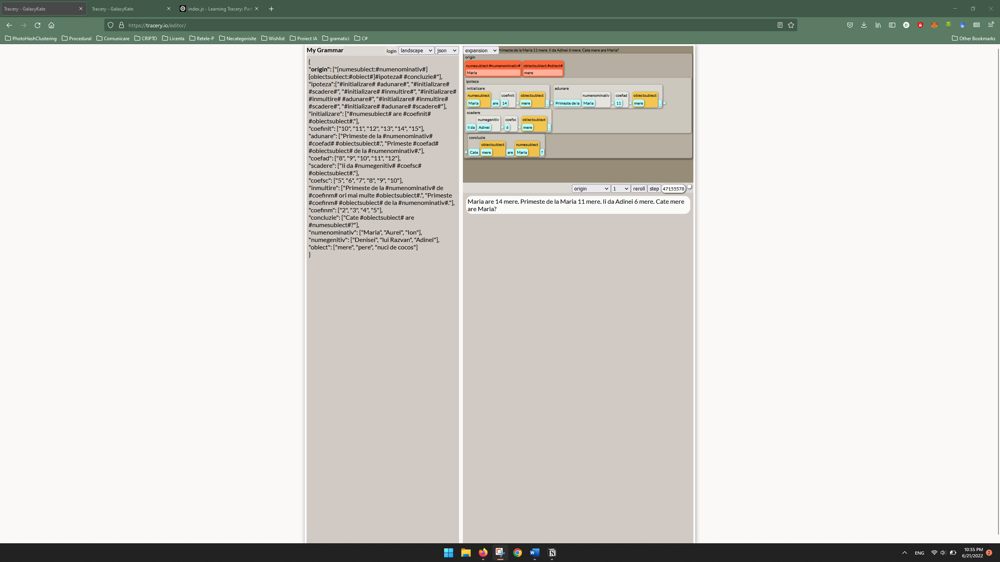 Tracery - GalaxyKate
Tracery - GalaxyKate
index.js - Learning Tracery: Part
https://tracery.io/editor/
PhotoHashClustering
Procedural
Comunicare
CRIPTO
Licenta
Retele-P
Necategorisite
Wishlist
Proiect IA
gramatici
C#
Other Bookmarks
My Grammar
login
landscape
json
{
"origin": ["[numesubiect:#numenominativ#]
[obiectsubiect:#obiect#]#ipoteza# #concluzie#"],
"ipoteza":["#initializare# #adunare#", "#initializare#
#scadere#", "#initializare# #inmultire#", "#initializare#
#inmultire# #adunare#", "#initializare# #inmultire#
#scadere#", "#initializare# #adunare# #scadere#"],
"initializare": ["#numesubiect# are #coefinit#
#obiectsubiect#."],
"coefinit": ["10", "11", "12", "13", "14", "15"],
"adunare": ["Primeste de la #numenominativ#
#coefad# #obiectsubiect#.", "Primeste #coefad#
#obiectsubiect# de la #numenominativ#."],
"coefad": ["8", "9", "10", "11", "12"],
"scadere": ["Ii da #numegenitiv# #coefsc#
#obiectsubiect#."],
"coefsc": ["5", "6", "7", "8", "9", "10"],
"inmultire": ["Primeste de la #numenominativ# de
#coefinm# ori mai multe #obiectsubiect#.", "Primeste
#coefinm# #obiectsubiect# de la #numenominativ#."],
"coefinm": ["2", "3", "4", "5"],
"concluzie": ["Cate #obiectsubiect# are
#numesubiect#?"],
"numenominativ": ["Maria", "Aurel", "Ion"],
"numegenitiv": ["Denisei", "lui Razvan", "Adinei"],
"obiect": ["mere", "pere", "nuci de cocos"]
}
expansion
Primeste de la Maria 11 mere. Ii da Adinei 6 mere. Cate mere are Maria?
origin
numesubiect:#numenominativ# obiectsubiect:#obiect#
Maria mere
ipoteza
initializare adunare
numesubiect coefinit obiectsubiect numenominativ coefad obiectsubiect
Maria are 14 mere . Primeste de la Maria 11 mere .
scadere
numegenitiv coefsc obiectsubiect
Ii da Adinei 6 mere .
concluzie
obiectsubiect numesubiect
Cate mere are Maria ?
origin
1
reroll
step
47155578
Maria are 14 mere. Primeste de la Maria 11 mere. Ii da Adinei 6 mere. Cate mere
are Maria?
ENG
10:35 PM
6/21/2022
2